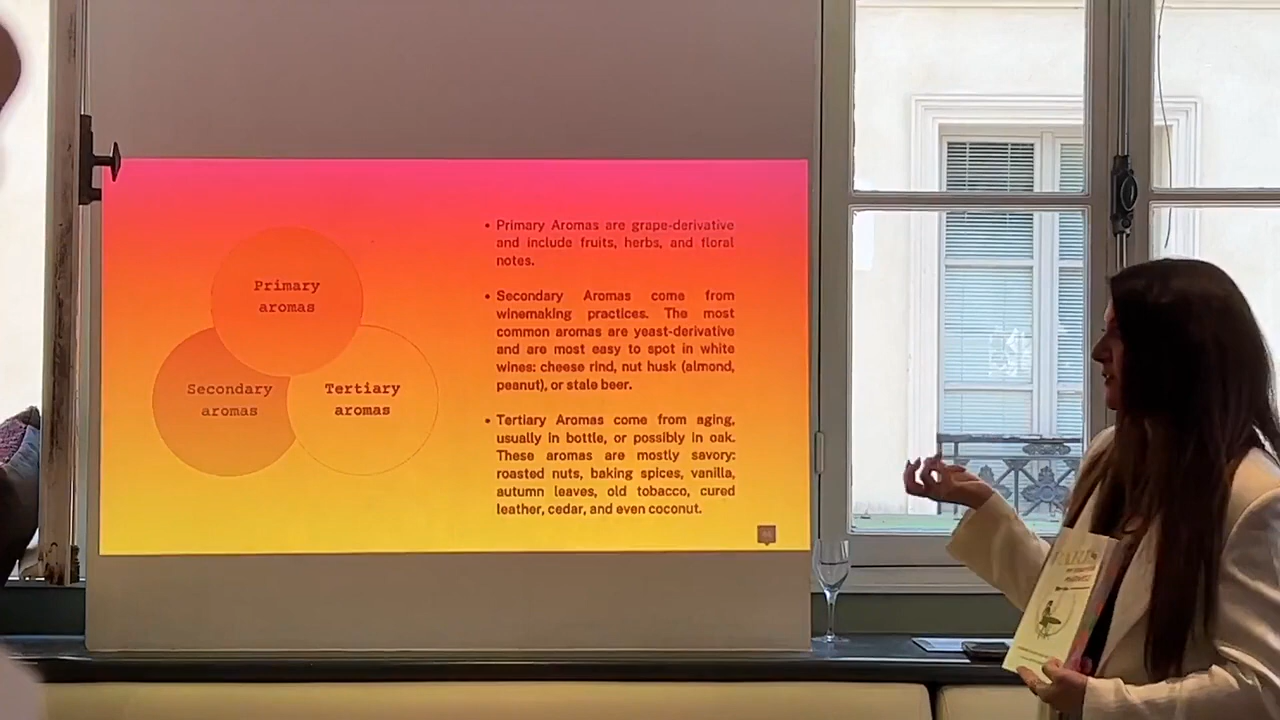 Primary
aromas
Secondary
aromas
Tertiary
aromas
• Primary Aromas are grape-derivative
and include fruits, herbs, and floral
notes.
• Secondary Aromas come from
winemaking practices. The most
common aromas are yeast-derivative
and are most easy to spot in white
wines: cheese rind, nut husk (almond,
peanut), or stale beer.
• Tertiary Aromas come from aging,
usually in bottle, or possibly in oak.
These aromas are mostly savory:
roasted nuts, baking spices, vanilla,
autumn leaves, old tobacco, cured
leather, cedar, and even coconut.